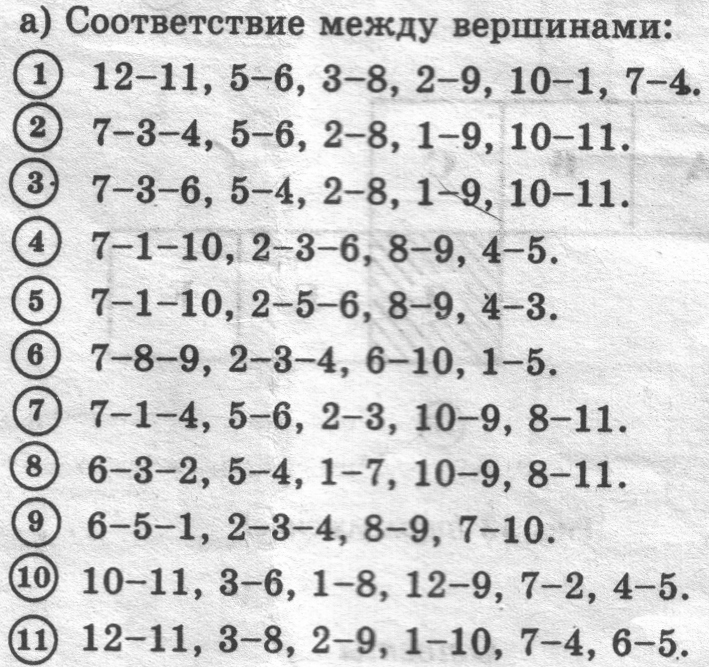 а) Соответствие между вершинами:
1 12–11, 5–6, 3–8, 2–9, 10–1, 7–4.
2 7–3–4, 5–6, 2–8, 1–9, 10–11.
3 7–3–6, 5–4, 2–8, 1–9, 10–11.
4 7–1–10, 2–3–6, 8–9, 4–5.
5 7–1–10, 2–5–6, 8–9, 4–3.
6 7–8–9, 2–3–4, 6–10, 1–5.
7 7–1–4, 5–6, 2–3, 10–9, 8–11.
8 6–3–2, 5–4, 1–7, 10–9, 8–11.
9 6–5–1, 2–3–4, 8–9, 7–10.
10 10–11, 3–6, 1–8, 12–9, 7–2, 4–5.
11 12–11, 3–8, 2–9, 1–10, 7–4, 6–5.